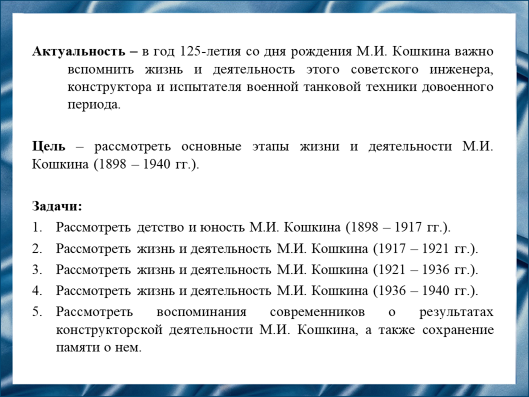 Актуальность – в год 125-летия со дня рождения М.И. Кошкина важно
вспомнить жизнь и деятельность этого советского инженера,
конструктора и испытателя военной танковой техники довоенного
периода.
Цель – рассмотреть основные этапы жизни и деятельности М.И.
Кошкина (1898 – 1940 гг.).
Задачи:
1. Рассмотреть детство и юность М.И. Кошкина (1898 – 1917 гг.).
2. Рассмотреть жизнь и деятельность М.И. Кошкина (1917 – 1921 гг.).
3. Рассмотреть жизнь и деятельность М.И. Кошкина (1921 – 1936 гг.).
4. Рассмотреть жизнь и деятельность М.И. Кошкина (1936 – 1940 гг.).
5. Рассмотреть воспоминания современников о результатах
конструкторской деятельности М.И. Кошкина, а также сохранение
памяти о нем.